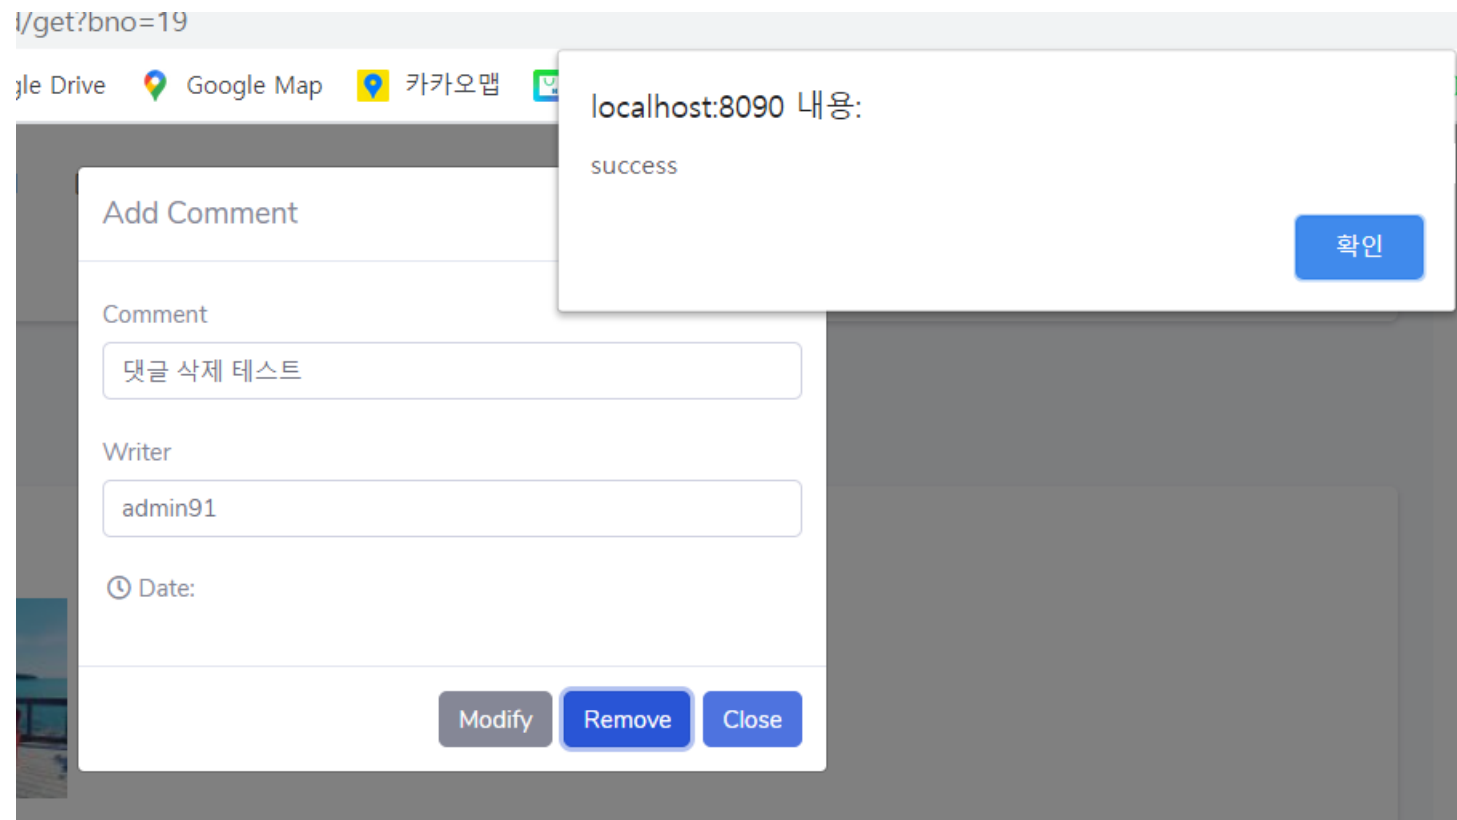 d/get?bno=19
gle Drive Google Map 카카오맵
localhost:8090 내용:
success
확인
Add Comment
Comment
댓글 삭제 테스트
Writer
admin91
Date:
Modify Remove Close